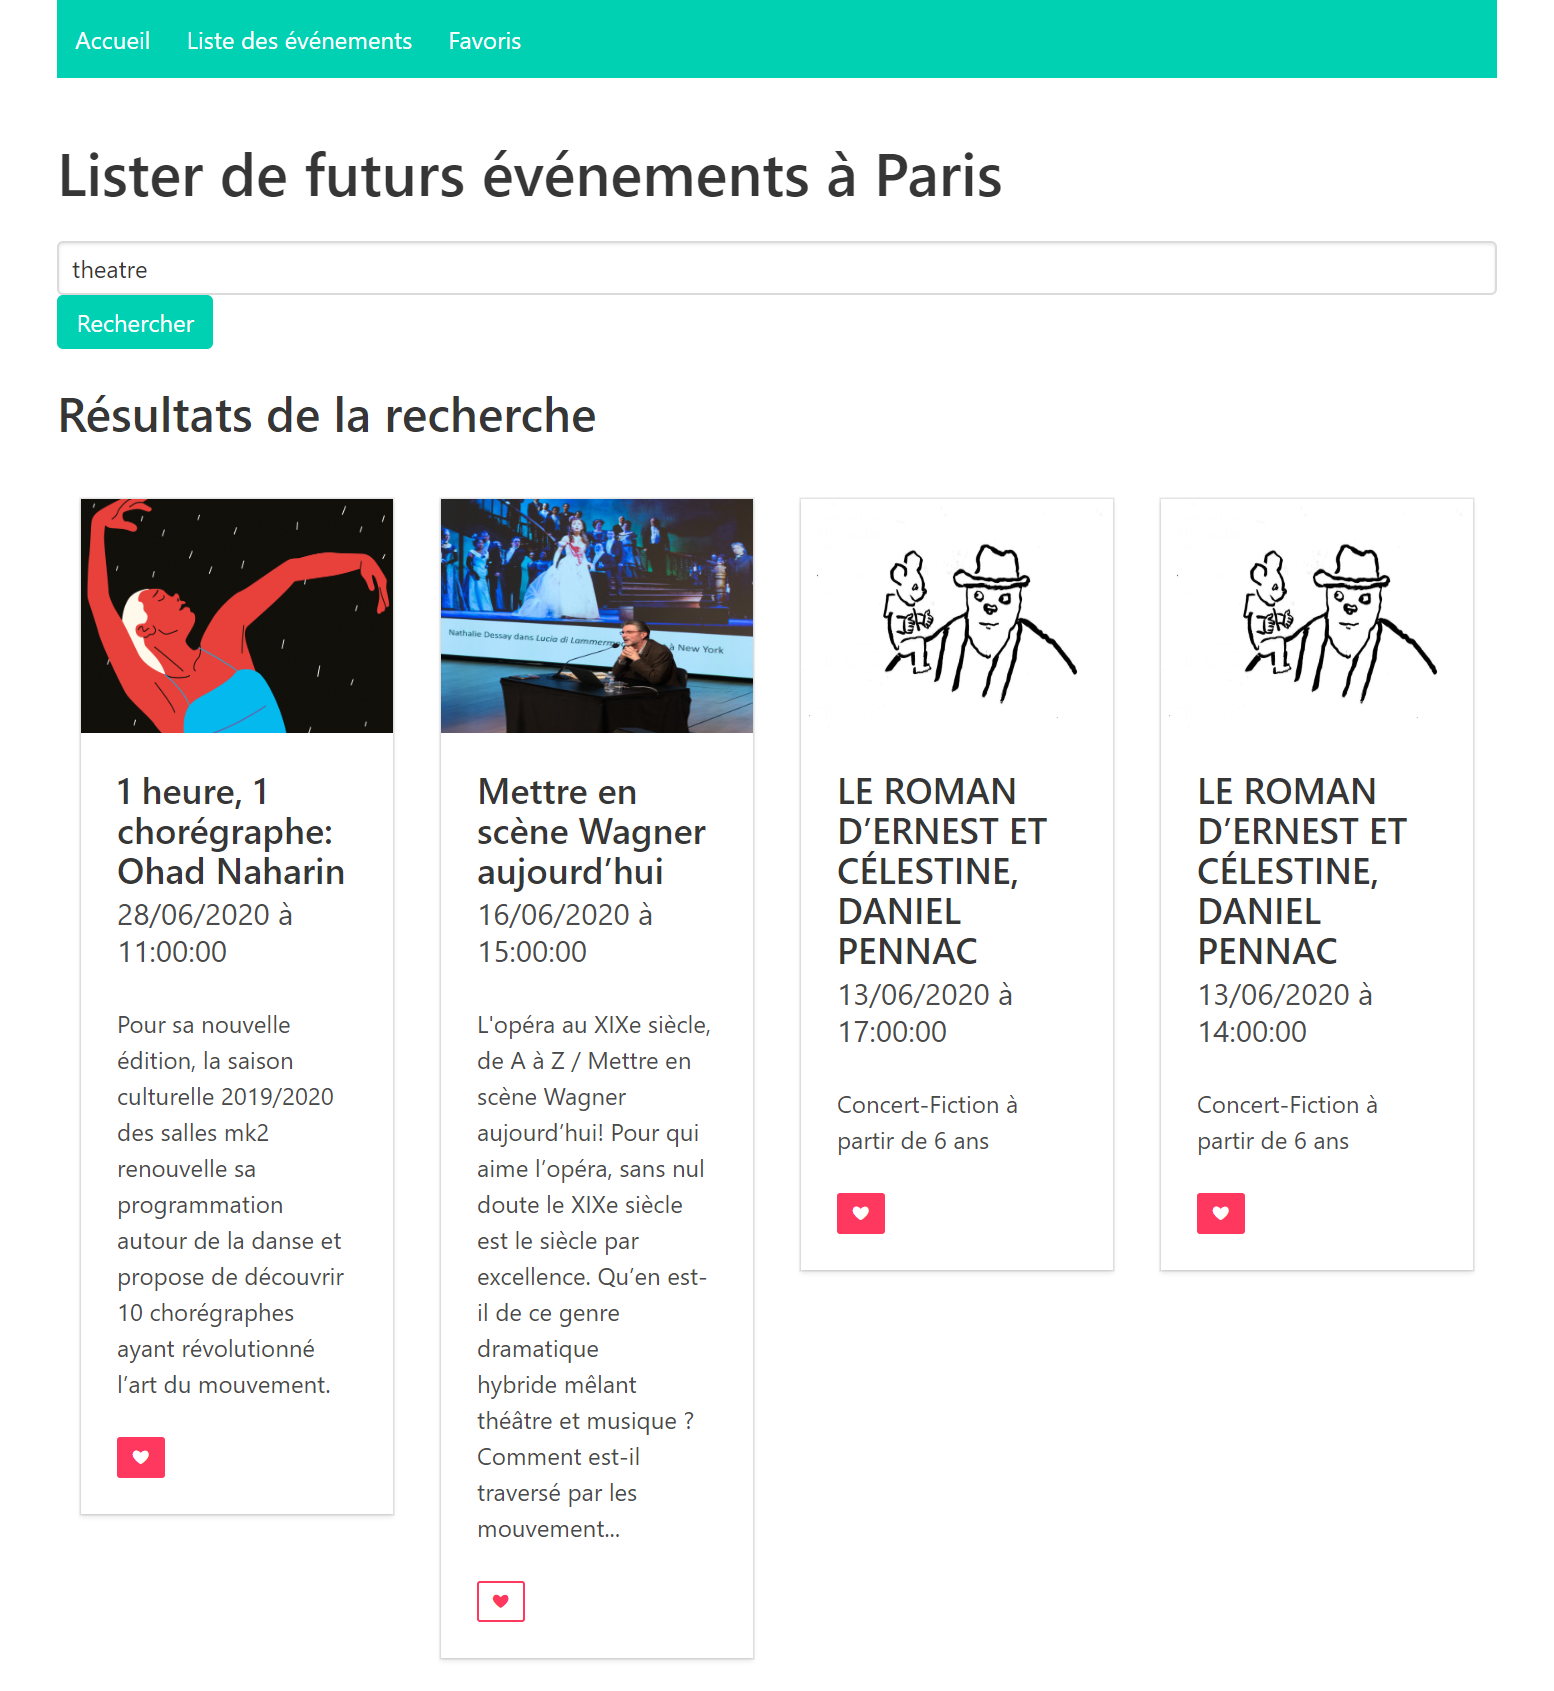 Accueil Liste des événements Favoris
Lister de futurs événements à Paris
theatre
Rechercher
Résultats de la recherche
Nathalie Dessay dans Lucia di Lammerm
à New York
1 heure, 1
chorégraphe:
Ohad Naharin
28/06/2020 à
11:00:00
Pour sa nouvelle
édition, la saison
culturelle 2019/2020
des salles mk2
renouvelle sa
programmation
autour de la danse et
propose de découvrir
10 chorégraphes
ayant révolutionné
l’art du mouvement.
Mettre en
scène Wagner
aujourd’hui
16/06/2020 à
15:00:00
L'opéra au XIXe siècle,
de A à Z / Mettre en
scène Wagner
aujourd’hui! Pour qui
aime l’opéra, sans nul
doute le XIXe siècle
est le siècle par
excellence. Qu’en est-
il de ce genre
dramatique
hybride mêlant
théâtre et musique ?
Comment est-il
traversé par les
mouvement...
LE ROMAN
D’ERNEST ET
CÉLESTINE,
DANIEL
PENNAC
13/06/2020 à
17:00:00
Concert-Fiction à
partir de 6 ans
LE ROMAN
D’ERNEST ET
CÉLESTINE,
DANIEL
PENNAC
13/06/2020 à
14:00:00
Concert-Fiction à
partir de 6 ans